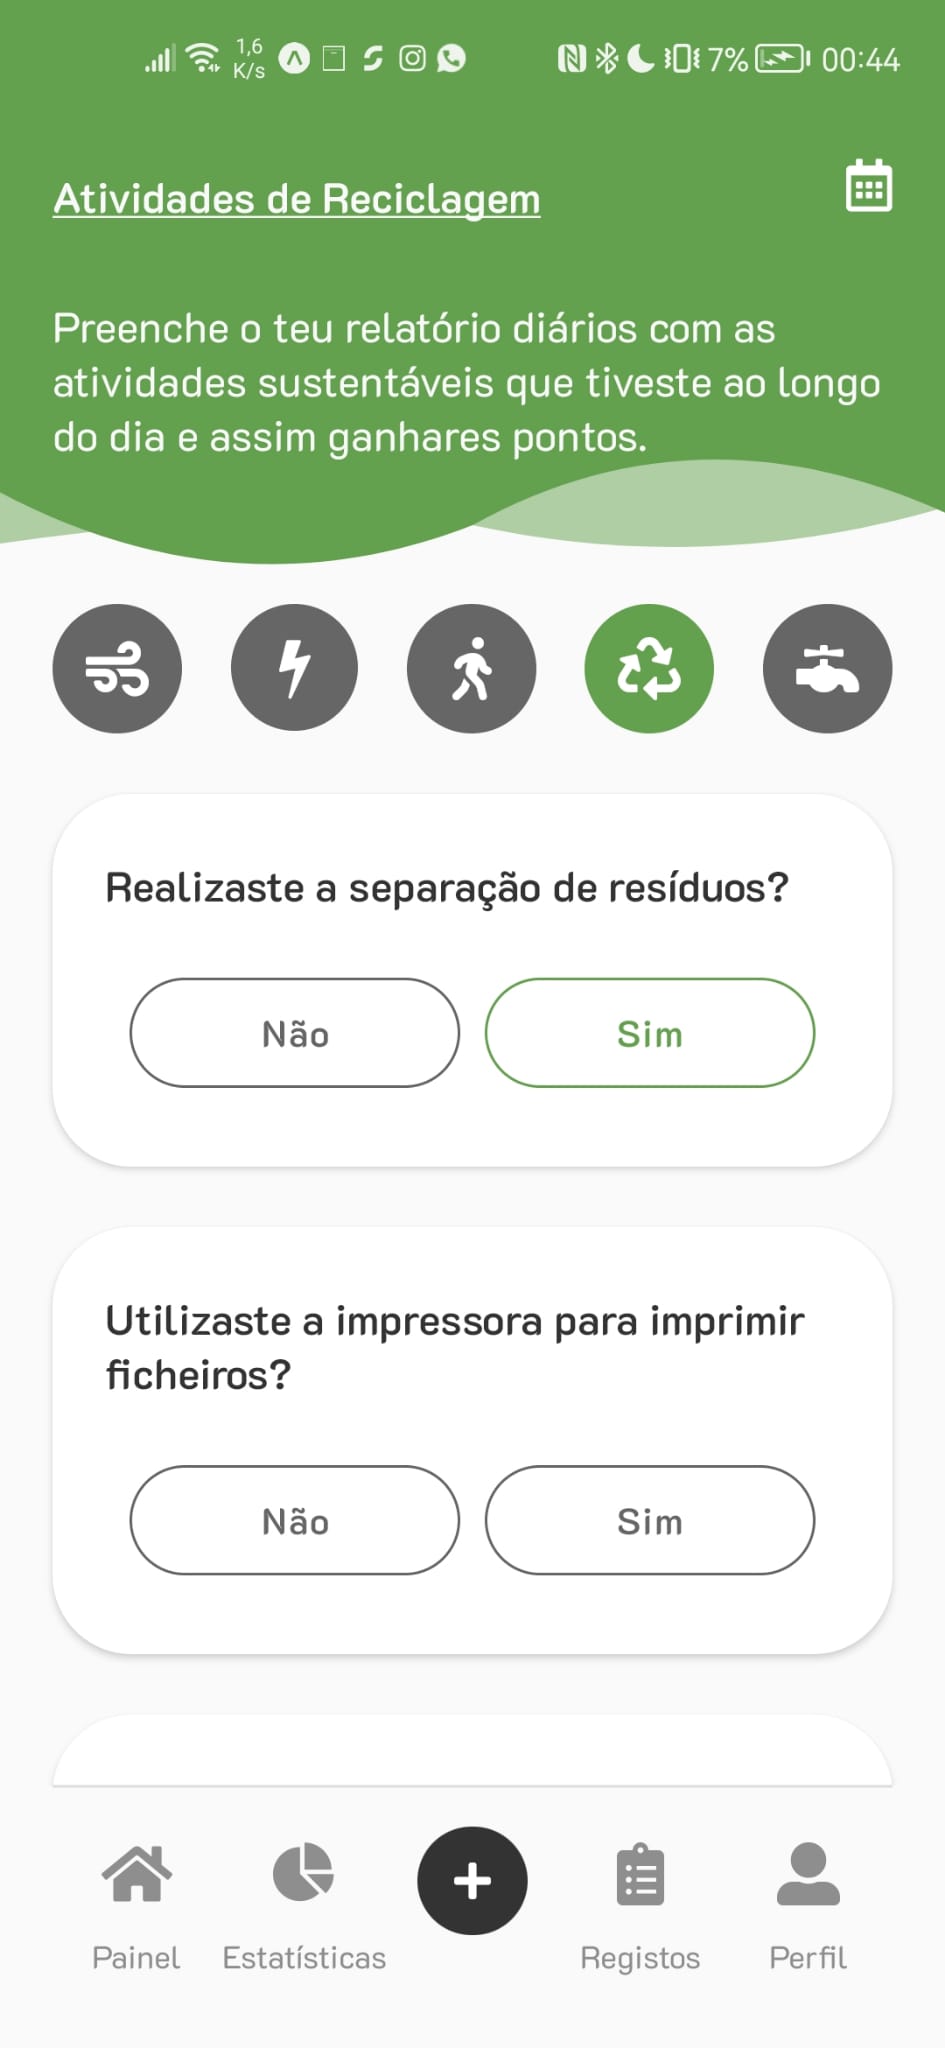 1,6
K/s
7%
00:44
Atividades de Reciclagem
Preenche o teu relatório diários com as
atividades sustentáveis que tiveste ao longo
do dia e assim ganhares pontos.
Realizaste a separação de resíduos?
Não
Sim
Utilizaste a impressora para imprimir
ficheiros?
Não
Sim
Painel
Estatísticas
Registos
Perfil